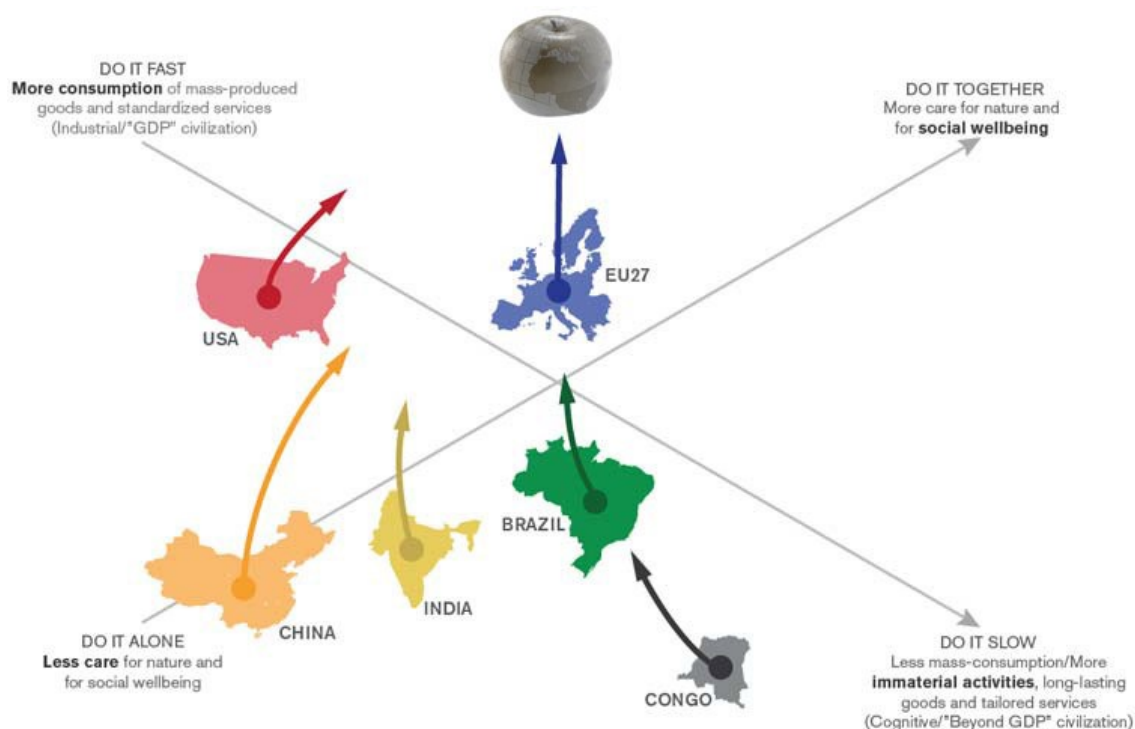 DO IT FAST
More consumption of mass-produced
goods and standardized services
(Industrial/"GDP" civilization)
DO IT TOGETHER
More care for nature and
for social wellbeing
EU27
USA
BRAZIL
INDIA
CHINA
CONGO
DO IT ALONE
Less care for nature and
for social wellbeing
DO IT SLOW
Less mass-consumption/More
immaterial activities, long-lasting
goods and tailored services
(Cognitive/"Beyond GDP" civilization)